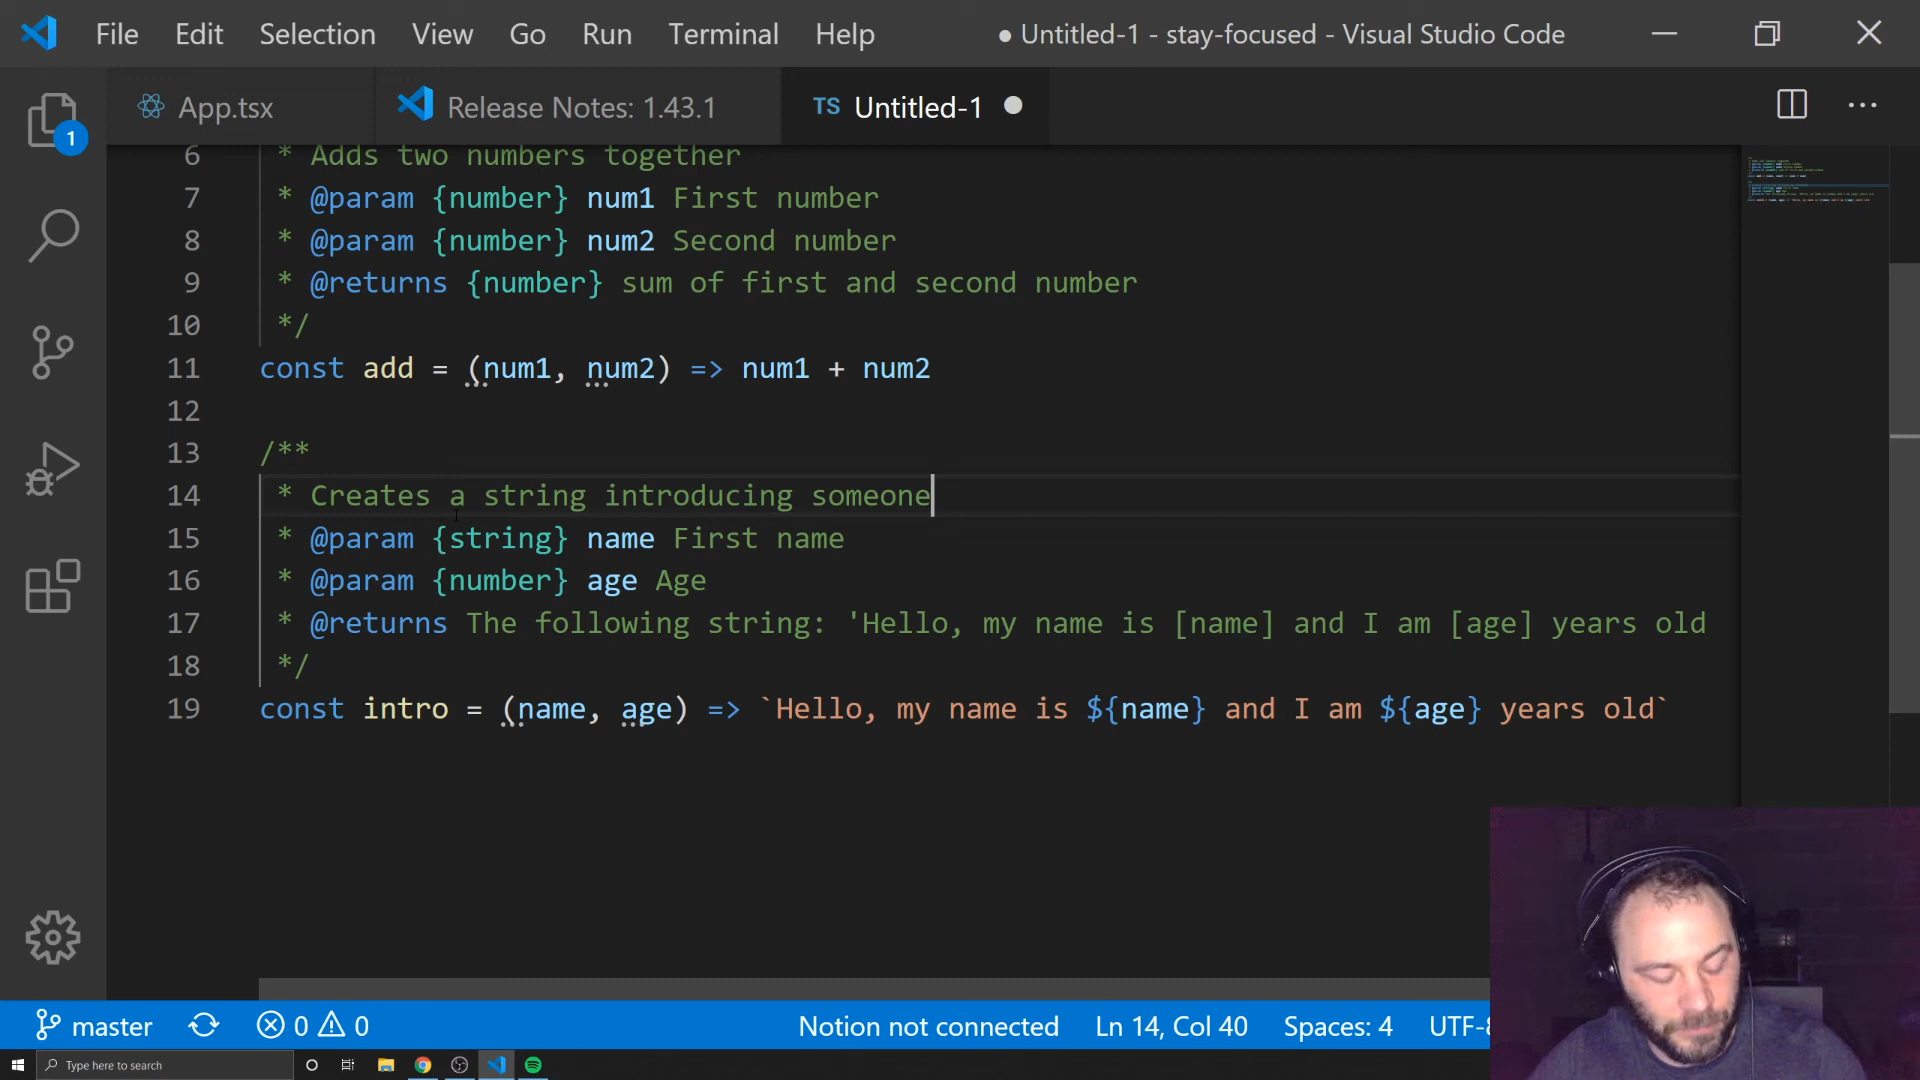 File Edit Selection View Go Run Terminal Help ● Untitled-1 - stay-focused - Visual Studio Code
App.tsx Release Notes: 1.43.1 TS Untitled-1
1
6 * Adds two numbers together
7 * @param {number} num1 First number
8 * @param {number} num2 Second number
9 * @returns {number} sum of first and second number
10 */
11 const add = (num1, num2) => num1 + num2
12
13 /**
14 * Creates a string introducing someone
15 * @param {string} name First name
16 * @param {number} age Age
17 * @returns The following string: 'Hello, my name is [name] and I am [age] years old
18 */
19 const intro = (name, age) => `Hello, my name is ${name} and I am ${age} years old`
master 0 0 Notion not connected Ln 14, Col 40 Spaces: 4 UTF-8
Type here to search